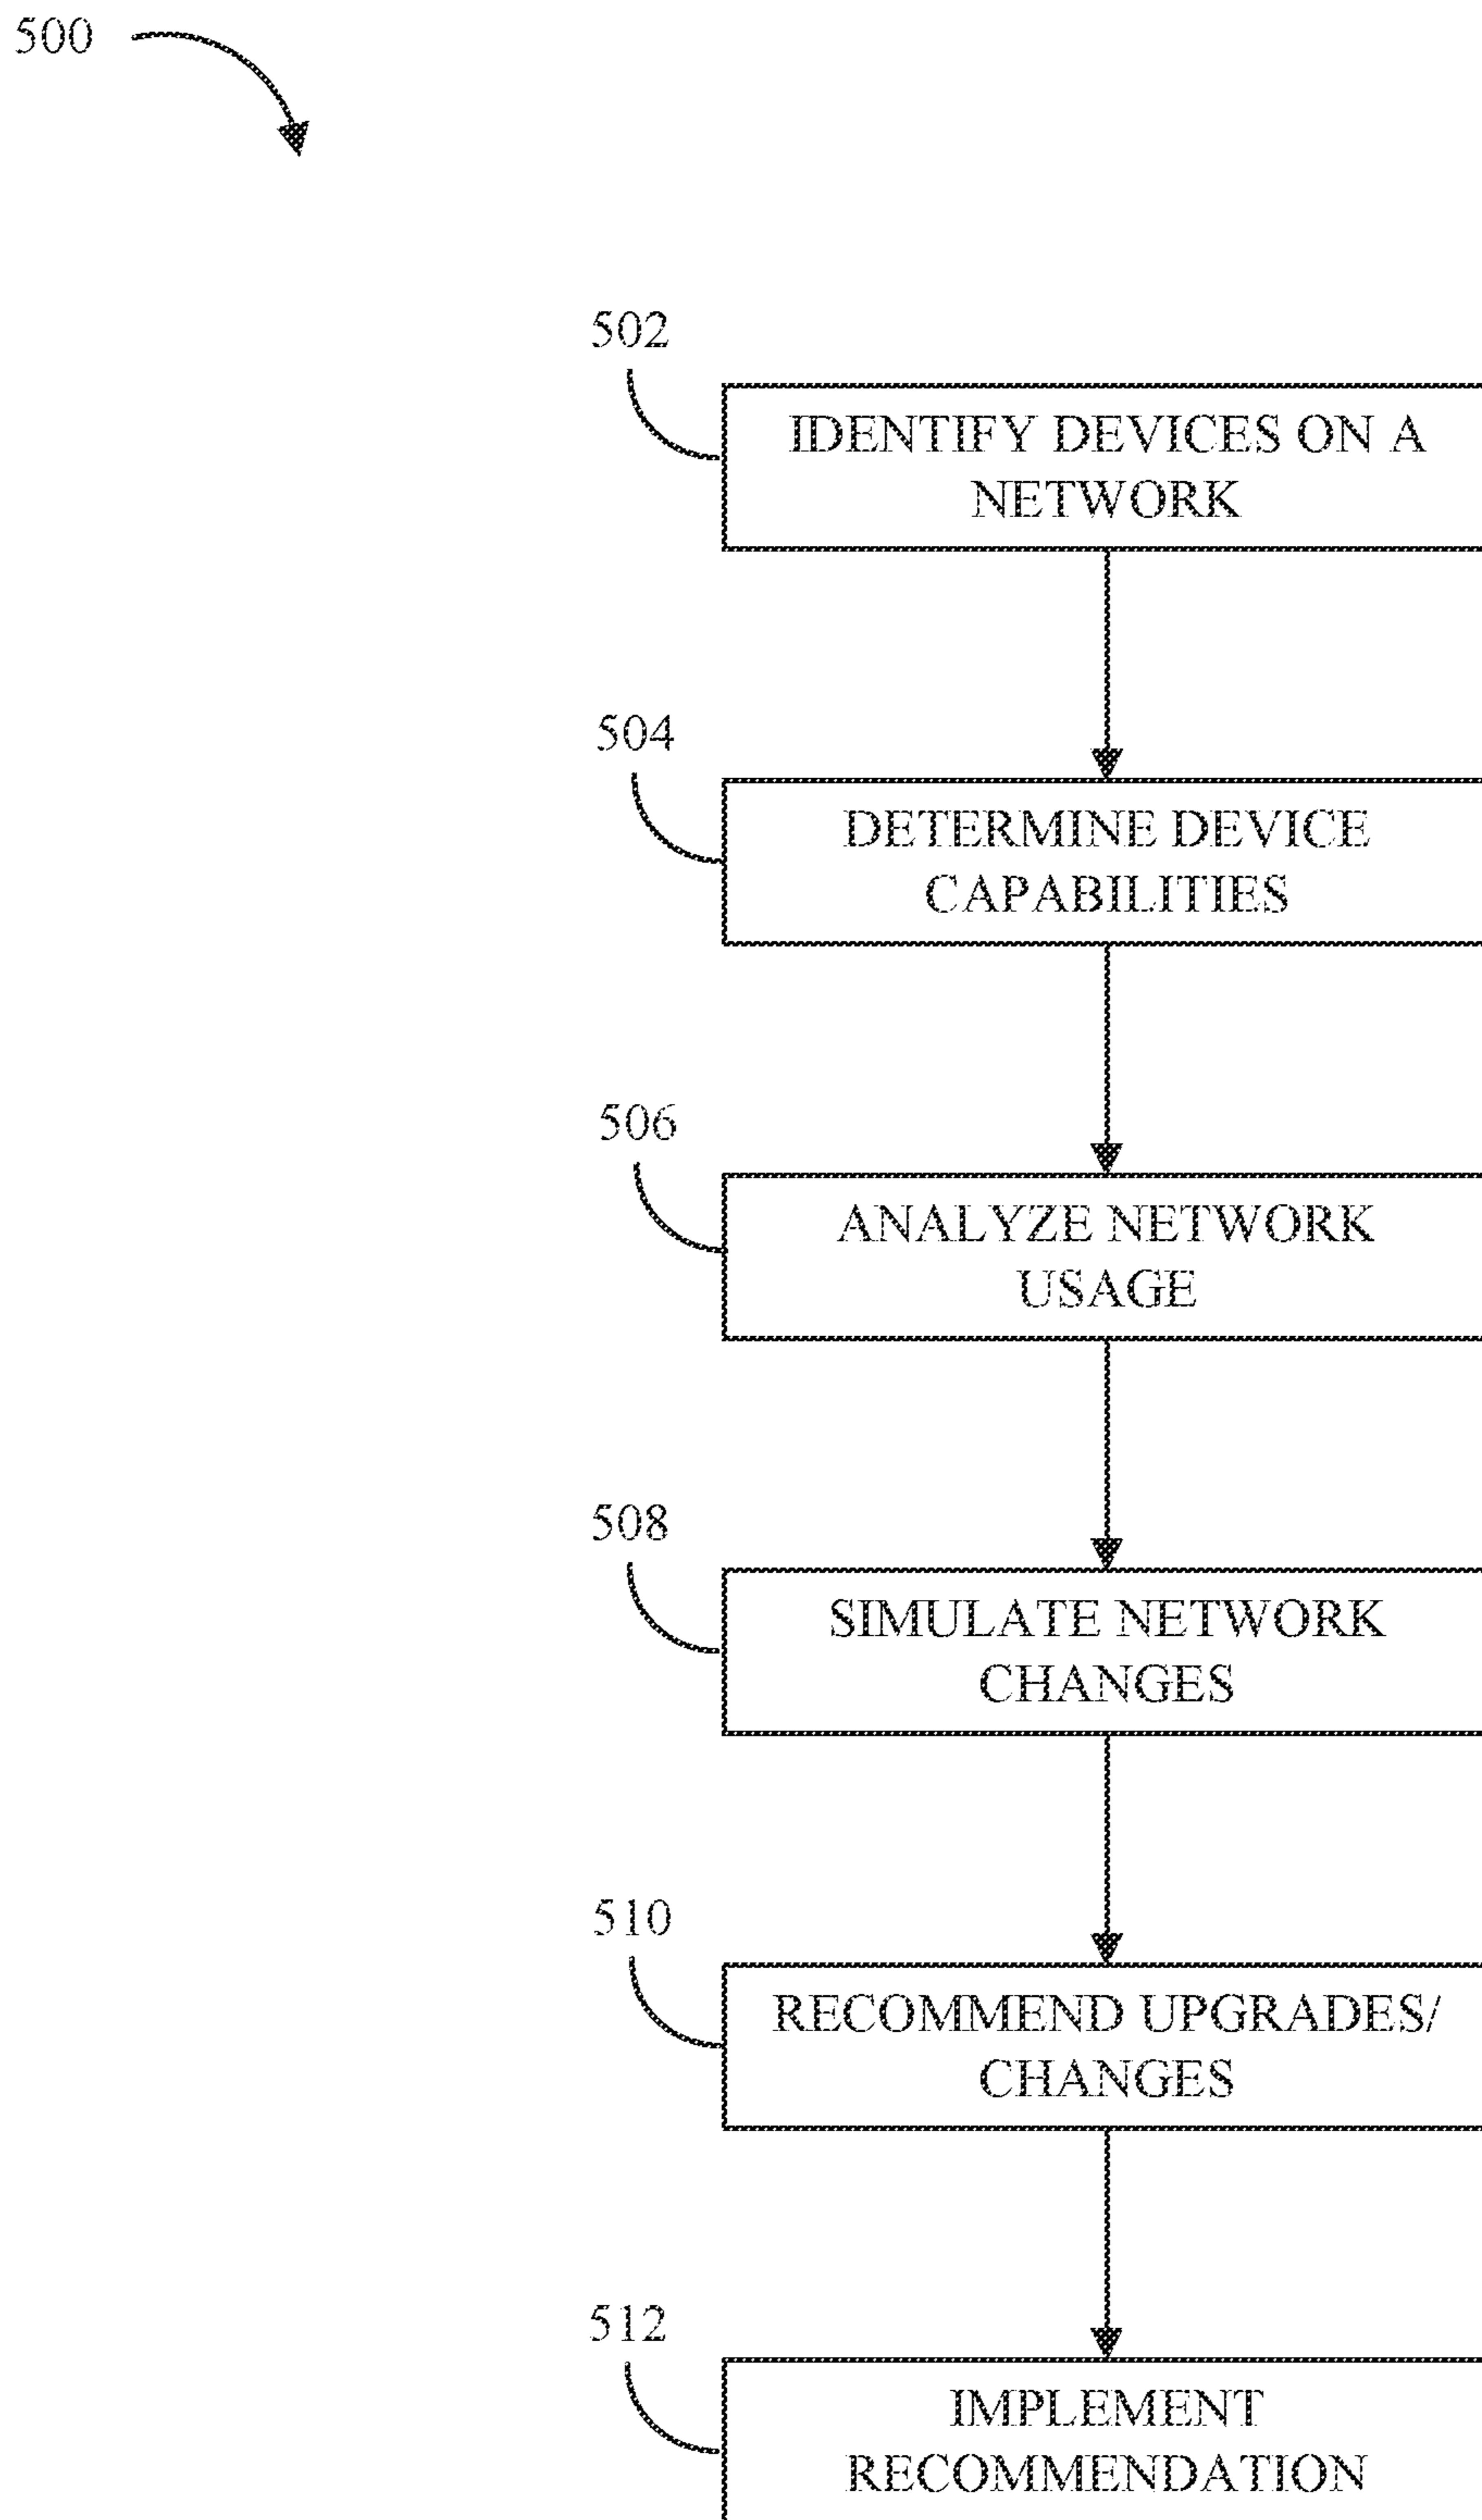 500
502
IDENTIFY DEVICES ON A
NETWORK
504
DETERMINE DEVICE
CAPABILITIES
506
ANALYZE NETWORK
USAGE
508
SIMULATE NETWORK
CHANGES
510
RECOMMEND UPGRADES/
CHANGES
512
IMPLEMENT
RECOMMENDATION